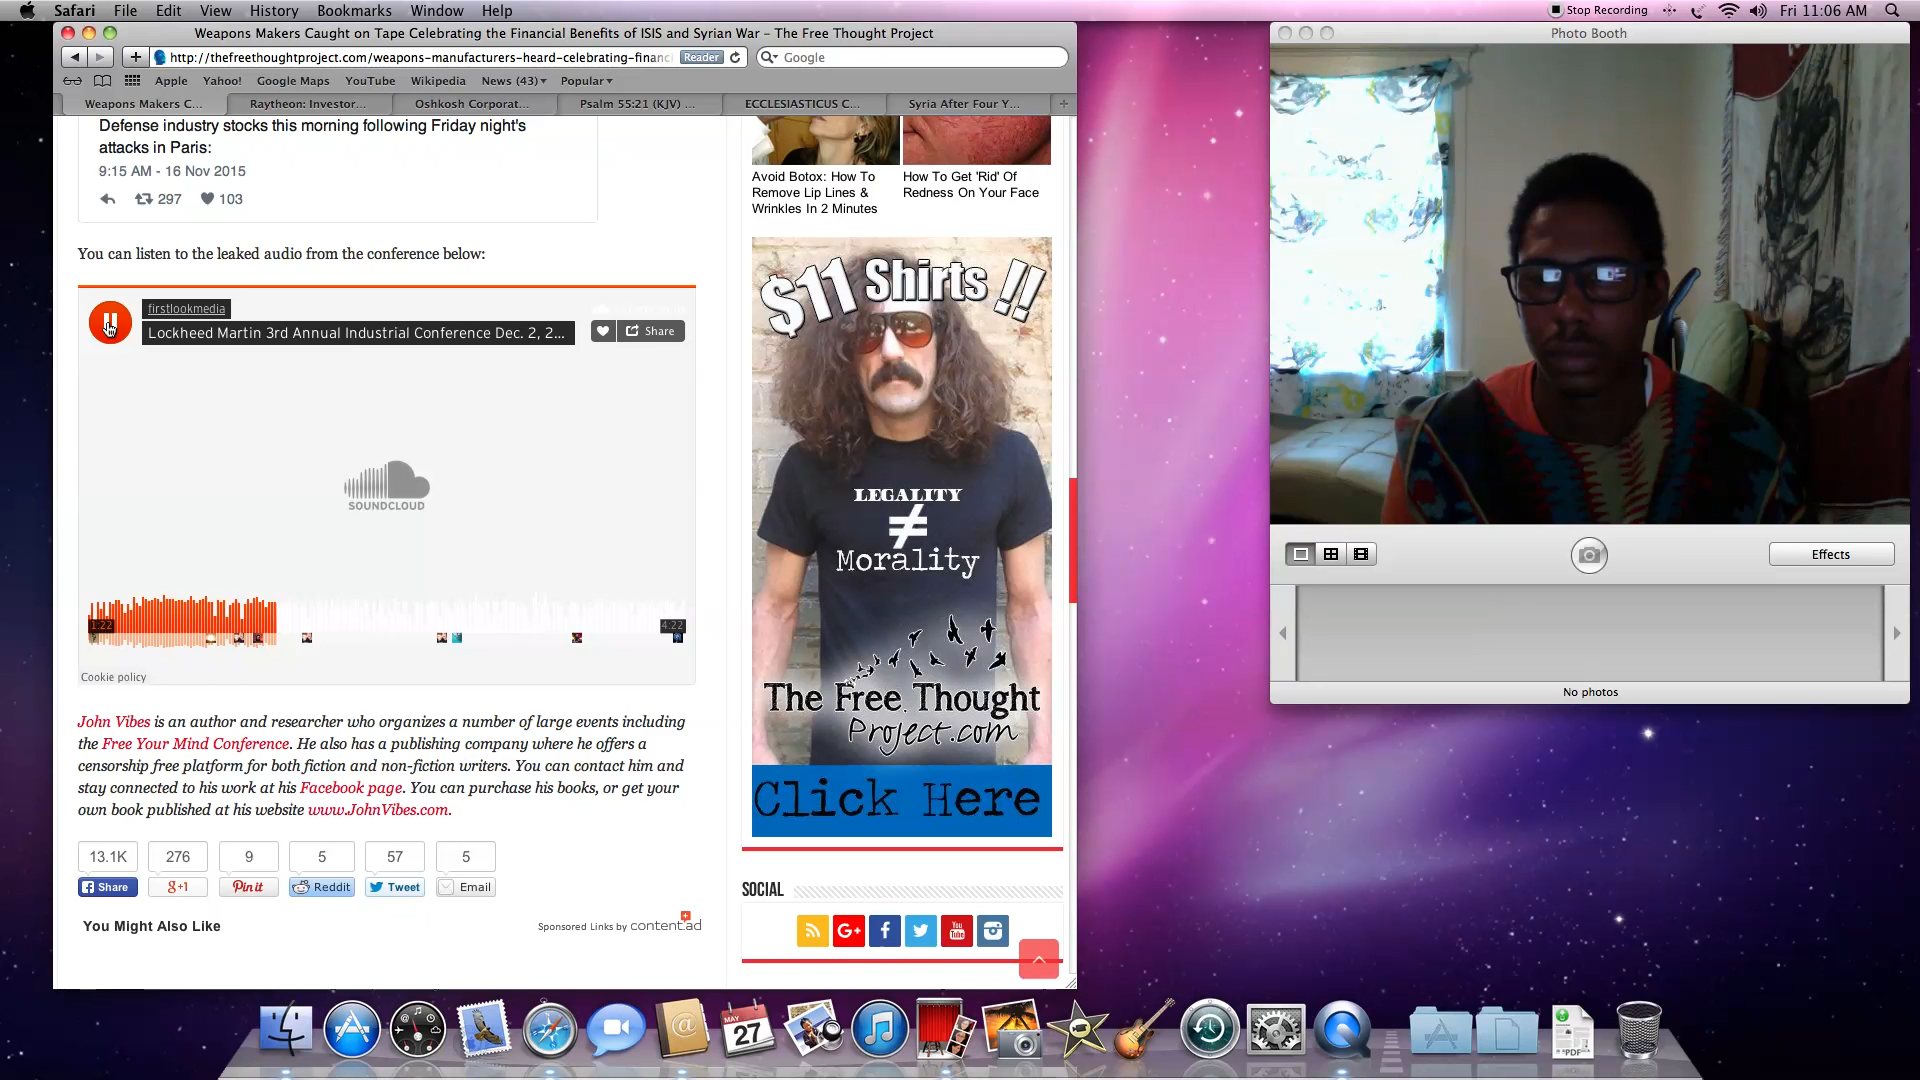 Safari File Edit View History Bookmarks Window Help
Stop Recording
Fri 11:06 AM
Weapons Makers Caught on Tape Celebrating the Financial Benefits of ISIS and Syrian War – The Free Thought Project
http://thefreethoughtproject.com/weapons-manufacturers-heard-celebrating-financ
Reader
Google
Apple Yahoo! Google Maps YouTube Wikipedia News (43) Popular
Weapons Makers C... Raytheon: Investor... Oshkosh Corporat... Psalm 55:21 (KJV) ... ECCLESIASTICUS C... Syria After Four Y...
Defense industry stocks this morning following Friday night's
attacks in Paris:
9:15 AM - 16 Nov 2015
297 103
You can listen to the leaked audio from the conference below:
firstlookmedia
Lockheed Martin 3rd Annual Industrial Conference Dec. 2, 2...
Share
SOUNDCLOUD
1:22
4:22
Cookie policy
John Vibes is an author and researcher who organizes a number of large events including
the Free Your Mind Conference. He also has a publishing company where he offers a
censorship free platform for both fiction and non-fiction writers. You can contact him and
stay connected to his work at his Facebook page. You can purchase his books, or get your
own book published at his website www.JohnVibes.com.
13.1K 276 9 5 57 5
Share +1 Pin it Reddit Tweet Email
You Might Also Like
Sponsored Links by content.ad
Avoid Botox: How To
Remove Lip Lines &
Wrinkles In 2 Minutes
How To Get 'Rid' Of
Redness On Your Face
$11 Shirts !!
LEGALITY
≠
Morality
The Free Thought
Project.com
Click Here
SOCIAL
You Tube
Photo Booth
Effects
No photos
MAY
27
PDF